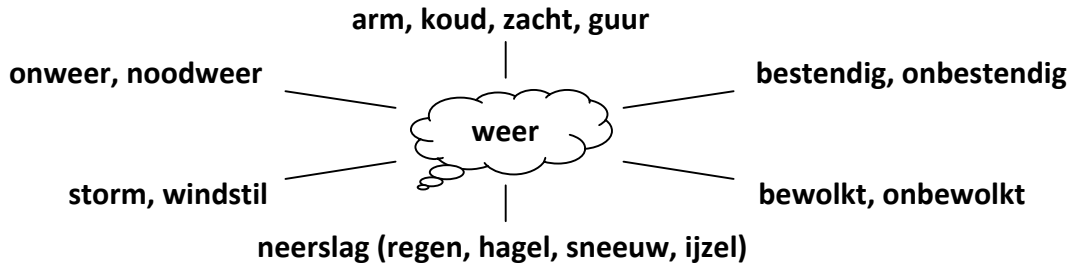 arm, koud, zacht, guur
onweer, noodweer
bestendig, onbestendig
weer
storm, windstil
bewolkt, onbewolkt
neerslag (regen, hagel, sneeuw, ijzel)